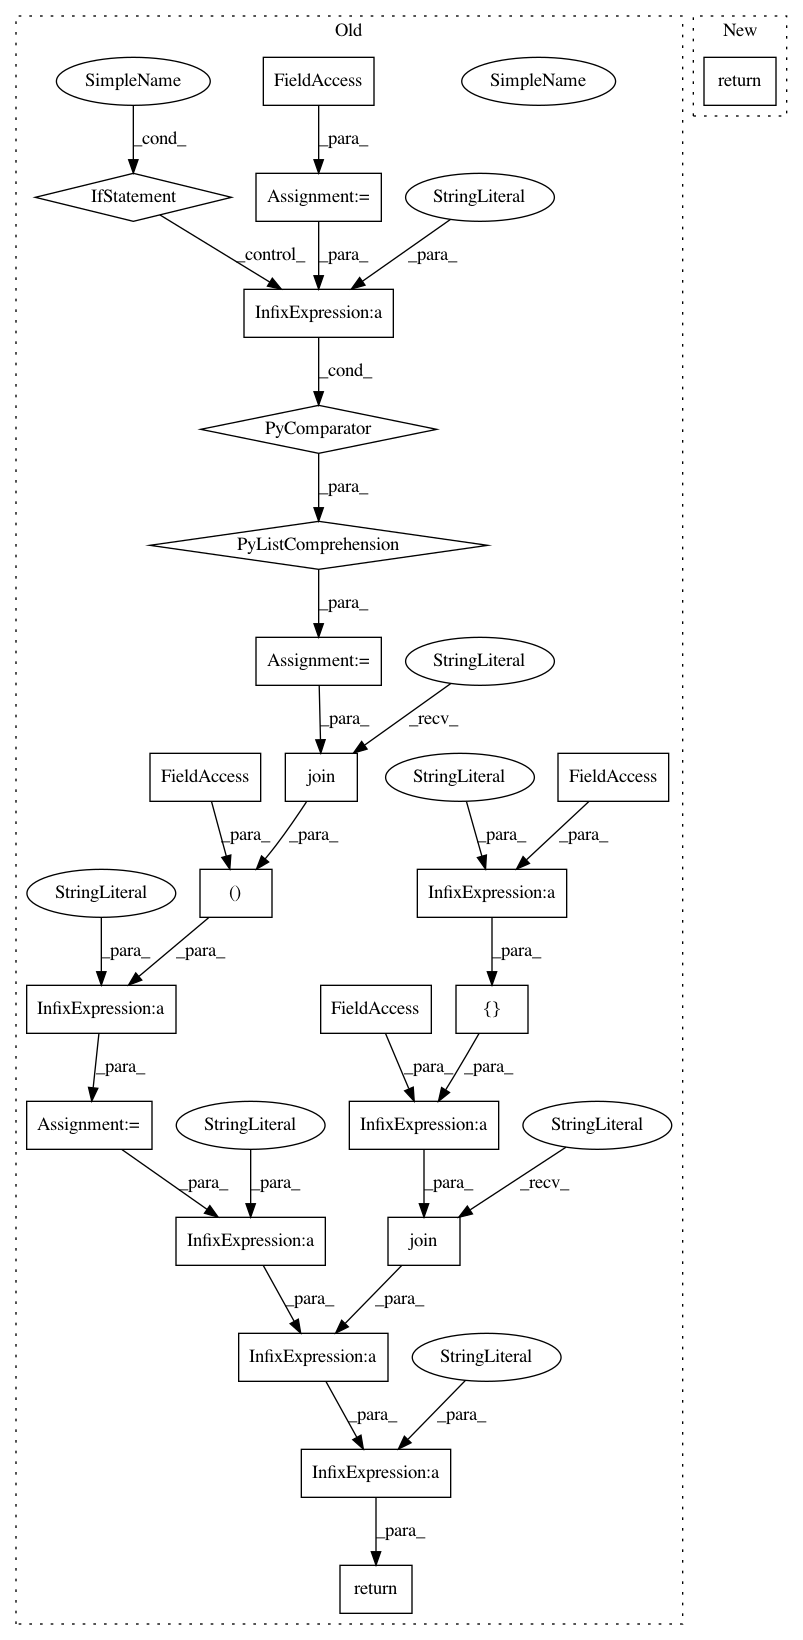 Old
New
SimpleName
FieldAccess
SimpleName
return
_cond_
_para_
IfStatement
Assignment:=
StringLiteral
_control_
_para_
_para_
InfixExpression:a
_cond_
PyComparator
_para_
PyListComprehension
_para_
Assignment:=
StringLiteral
_para_
_recv_
FieldAccess
join
StringLiteral
FieldAccess
_para_
_para_
_para_
_para_
StringLiteral
()
InfixExpression:a
_para_
_para_
_para_
InfixExpression:a
FieldAccess
{}
_para_
_para_
_para_
Assignment:=
StringLiteral
InfixExpression:a
StringLiteral
_para_
_para_
_para_
_recv_
InfixExpression:a
join
_para_
_para_
InfixExpression:a
StringLiteral
_para_
_para_
InfixExpression:a
_para_
return